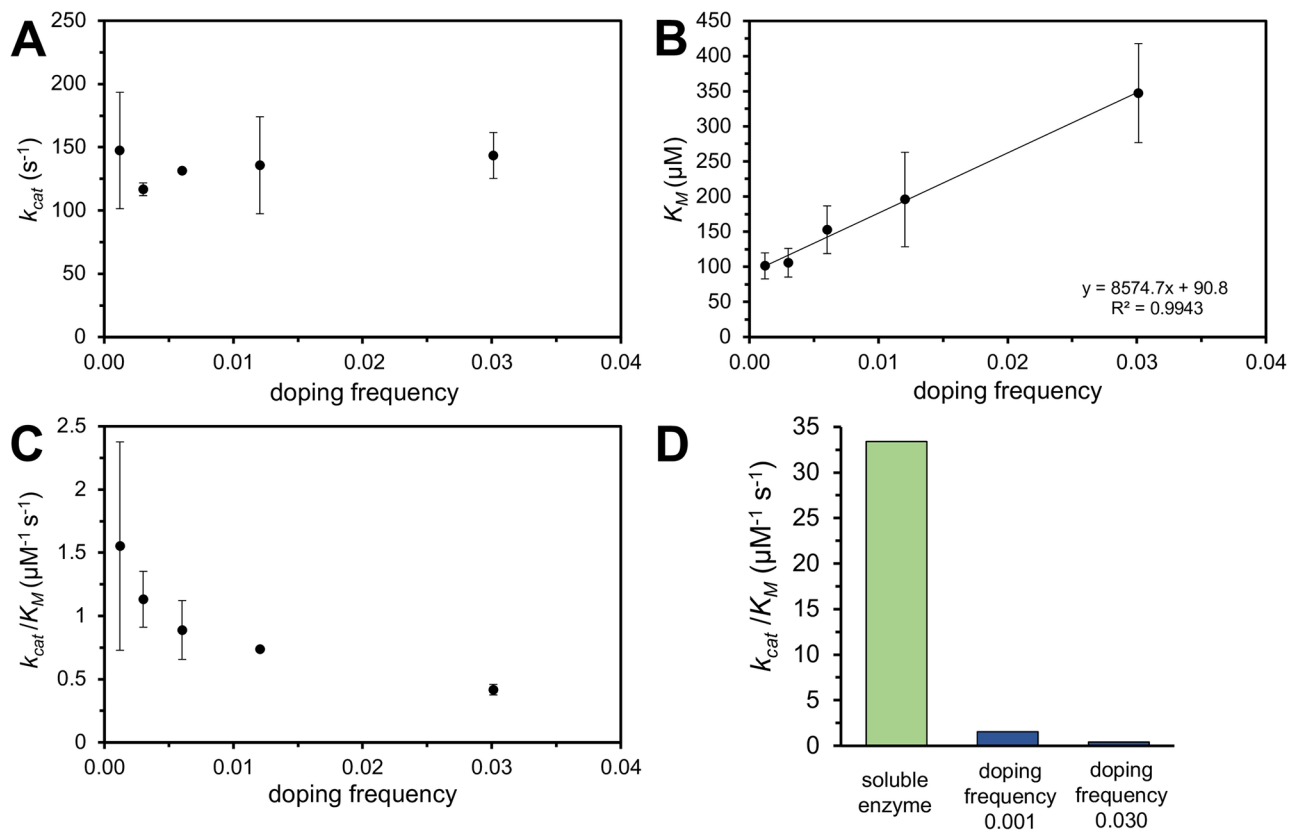 A
250
200
150
100
50
0
kcat (s-1)
0.00 0.01 0.02 0.03 0.04
doping frequency
B
450
400
350
300
250
200
150
100
50
0
KM (µM)
y = 8574.7x + 90.8
R² = 0.9943
0.00 0.01 0.02 0.03 0.04
doping frequency
C
2.5
2
1.5
1
0.5
0
kcat/KM (µM-1 s-1)
0.00 0.01 0.02 0.03 0.04
doping frequency
D
35
30
25
20
15
10
5
0
kcat /KM (µM-1 s-1)
soluble
enzyme
doping
frequency
0.001
doping
frequency
0.030